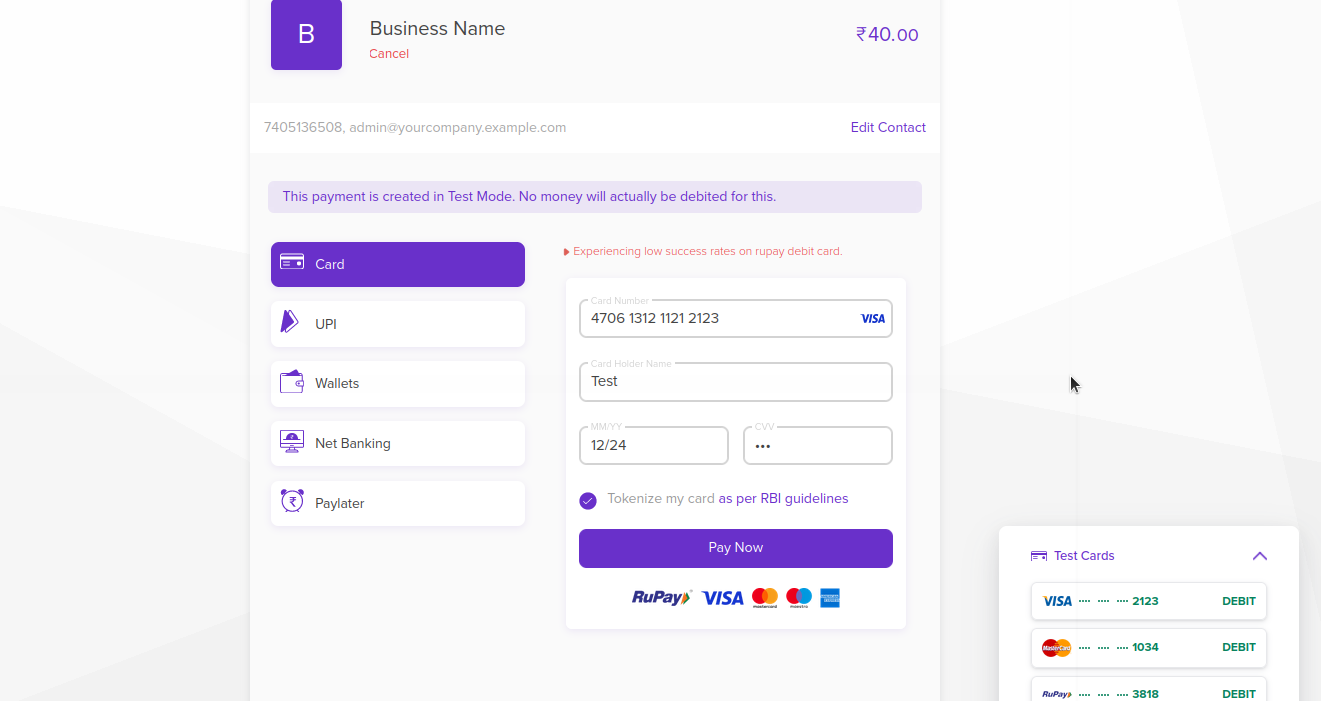 B
Business Name
₹40.00
Cancel
7405136508, admin@yourcompany.example.com
Edit Contact
This payment is created in Test Mode. No money will actually be debited for this.
Card
UPI
Wallets
Net Banking
Paylater
Experiencing low success rates on rupay debit card.
Card Number
4706 1312 1121 2123
VISA
Card Holder Name
Test
MM/YY
12/24
CVV
•••
Tokenize my card as per RBI guidelines
Pay Now
RuPay VISA mastercard maestro
Test Cards
VISA ···· ···· ···· 2123 DEBIT
MasterCard ···· ···· ···· 1034 DEBIT
RuPay ···· ···· ···· 3818 DEBIT